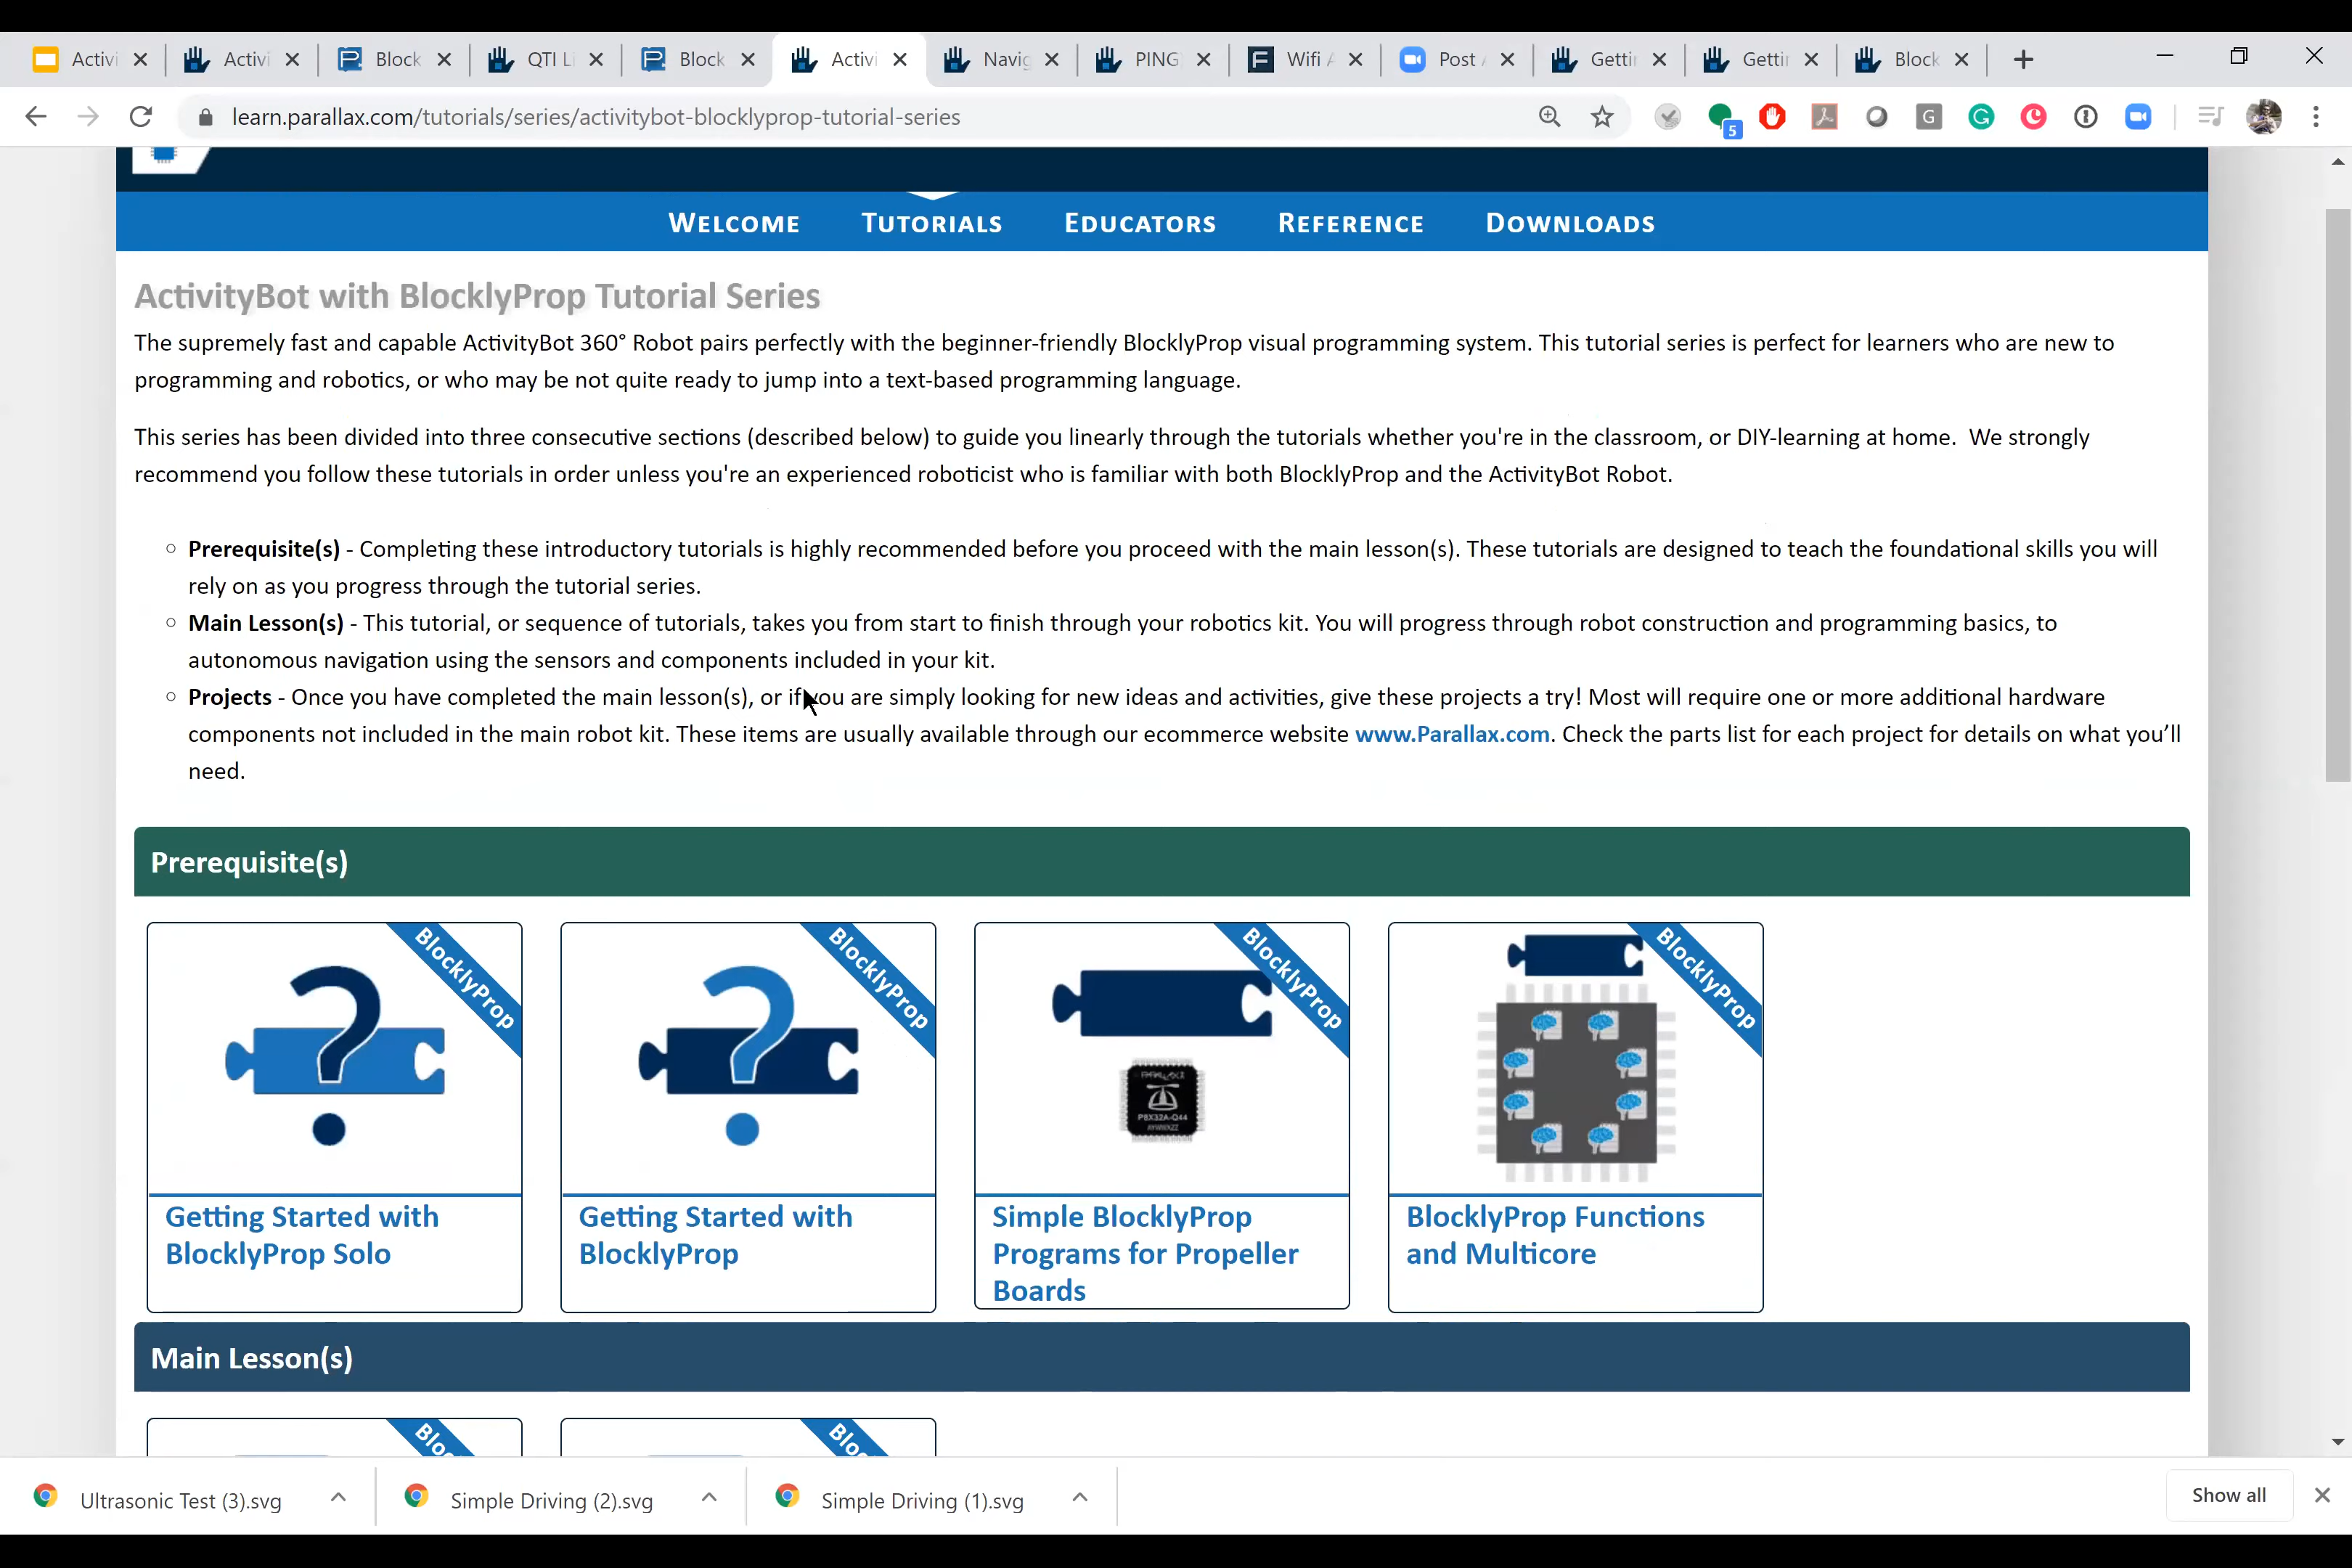 Activi
Activi
Block
QTI Li
Block
Activi
Navig
PING
Wifi A
Post A
Gettin
Gettin
Block
learn.parallax.com/tutorials/series/activitybot-blocklyprop-tutorial-series
5
G
WELCOME
TUTORIALS
EDUCATORS
REFERENCE
DOWNLOADS
ActivityBot with BlocklyProp Tutorial Series
The supremely fast and capable ActivityBot 360° Robot pairs perfectly with the beginner-friendly BlocklyProp visual programming system. This tutorial series is perfect for learners who are new to
programming and robotics, or who may be not quite ready to jump into a text-based programming language.
This series has been divided into three consecutive sections (described below) to guide you linearly through the tutorials whether you're in the classroom, or DIY-learning at home.  We strongly
recommend you follow these tutorials in order unless you're an experienced roboticist who is familiar with both BlocklyProp and the ActivityBot Robot.
Prerequisite(s) - Completing these introductory tutorials is highly recommended before you proceed with the main lesson(s). These tutorials are designed to teach the foundational skills you will
rely on as you progress through the tutorial series.
Main Lesson(s) - This tutorial, or sequence of tutorials, takes you from start to finish through your robotics kit. You will progress through robot construction and programming basics, to
autonomous navigation using the sensors and components included in your kit.
Projects - Once you have completed the main lesson(s), or if you are simply looking for new ideas and activities, give these projects a try! Most will require one or more additional hardware
components not included in the main robot kit. These items are usually available through our ecommerce website www.Parallax.com. Check the parts list for each project for details on what you’ll
need.
Prerequisite(s)
BlocklyProp
BlocklyProp
BlocklyProp
BlocklyProp
PARALLAX
P8X32A-Q44
Getting Started with
BlocklyProp Solo
Getting Started with
BlocklyProp
Simple BlocklyProp
Programs for Propeller
Boards
BlocklyProp Functions
and Multicore
Main Lesson(s)
Bloc
Bloc
Ultrasonic Test (3).svg
Simple Driving (2).svg
Simple Driving (1).svg
Show all